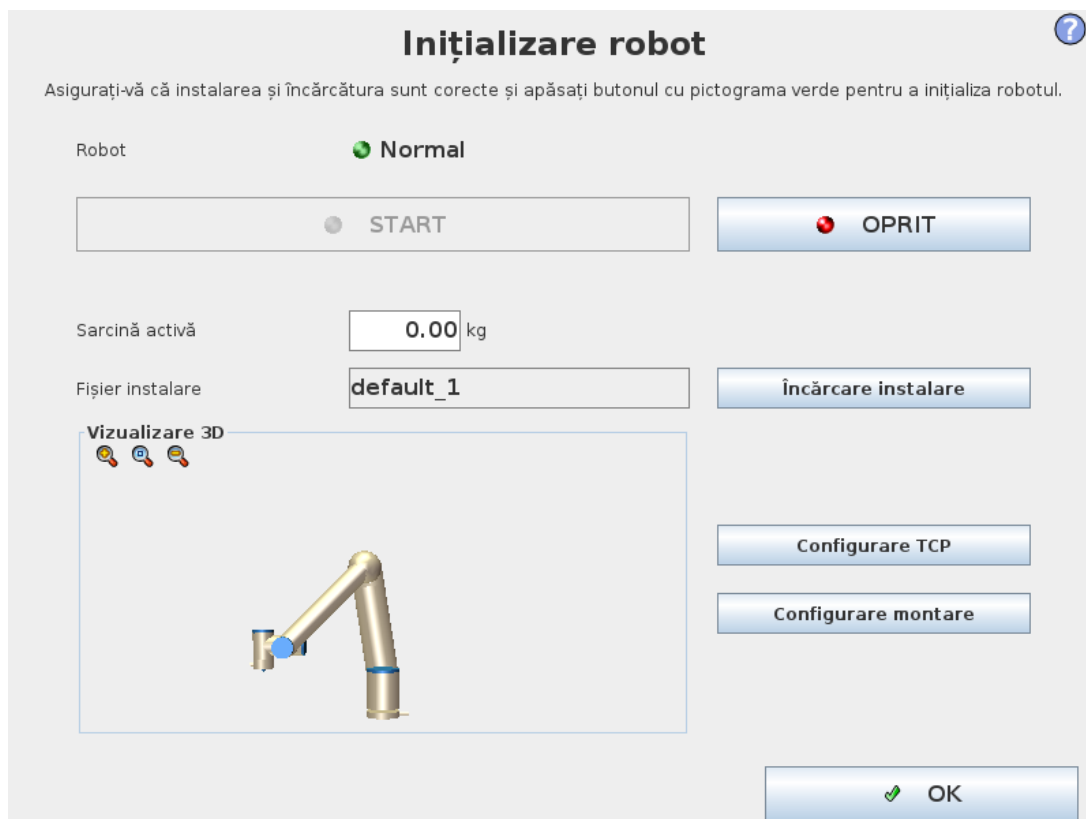 Inițializare robot
?
Asigurați-vă că instalarea și încărcătura sunt corecte și apăsați butonul cu pictograma verde pentru a inițializa robotul.
Robot Normal
START OPRIT
Sarcină activă 0.00 kg
Fișier instalare default_1 Încărcare instalare
Vizualizare 3D
Configurare TCP
Configurare montare
OK